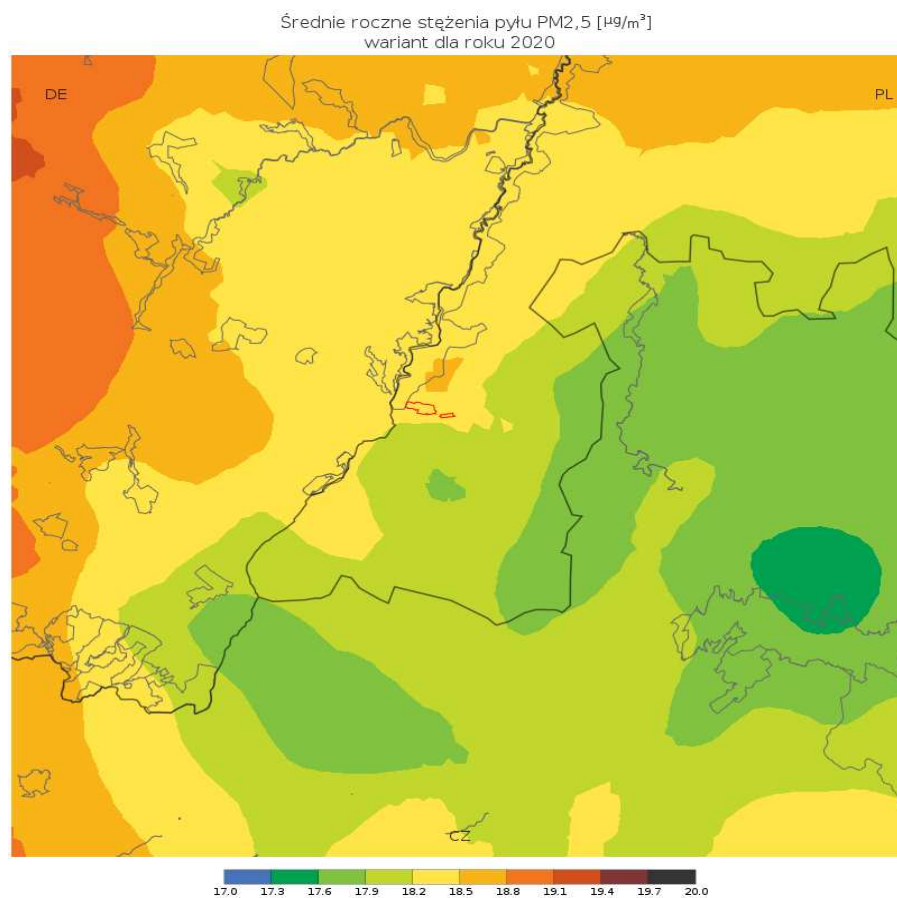 Średnie roczne stężenia pyłu PM2,5 [µg/m³]
wariant dla roku 2020
DE
PL
CZ
17.0 17.3 17.6 17.9 18.2 18.5 18.8 19.1 19.4 19.7 20.0